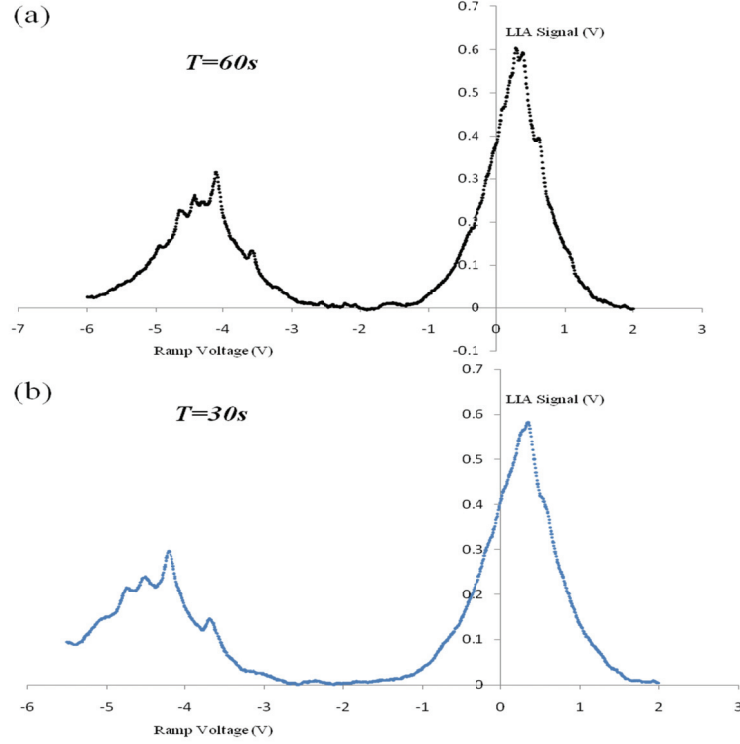 (a)
0.7
LIA Signal (V)
T=60s
0.6
0.5
0.4
0.3
0.2
0.1
0
-7 -6 -5 -4 -3 -2 -1 0 1 2 3
Ramp Voltage (V)
-0.1
(b)
0.7
LIA Signal (V)
T=30s
0.6
0.5
0.4
0.3
0.2
0.1
0
-6 -5 -4 -3 -2 -1 0 1 2 3
Ramp Voltage (V)